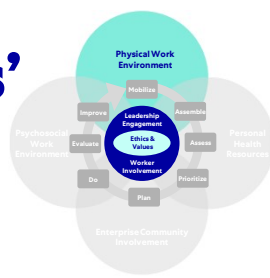 s’
Physical Work
Environment
Mobilize
Improve
Assemble
Leadership
Engagement
Psychosocial
Work
Environment
Evaluate
Ethics &
Values
Assess
Personal
Health
Resources
Worker
Involvement
Do
Prioritize
Plan
Enterprise Community
Involvement